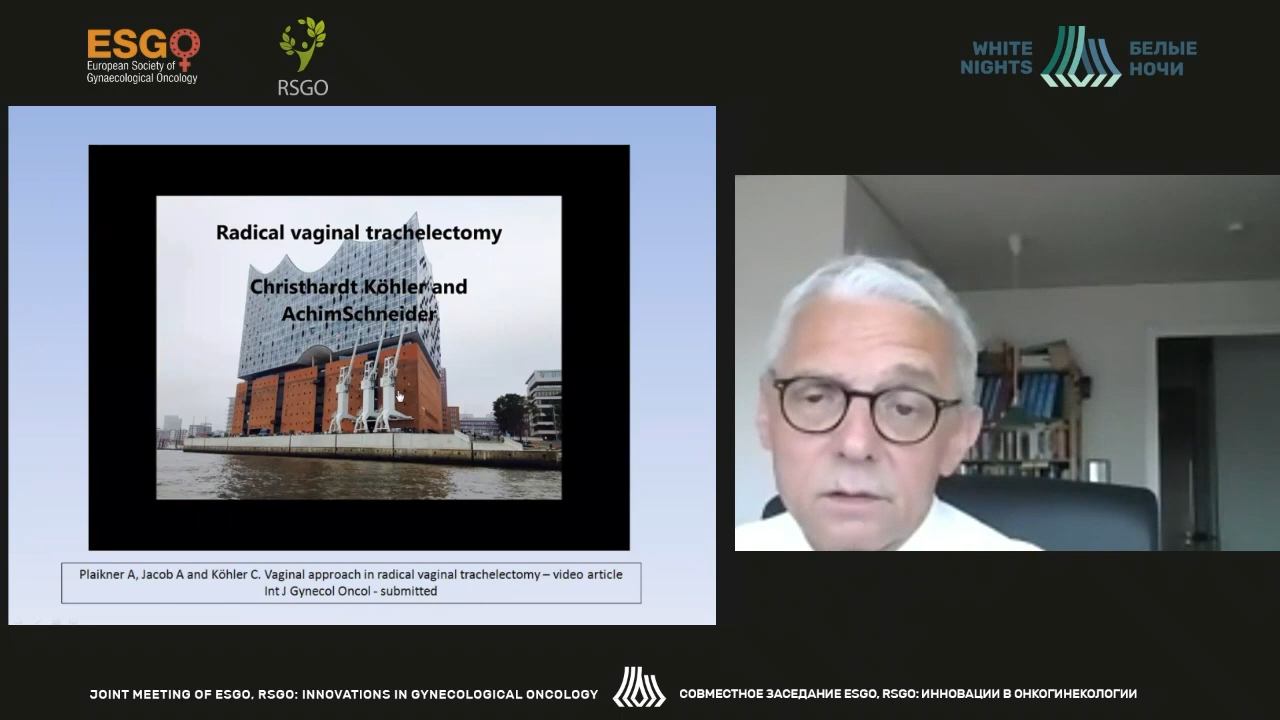 ESGO
European Society of
Gynaecological Oncology
RSGO
WHITE
NIGHTS
БЕЛЫЕ
НОЧИ
Radical vaginal trachelectomy
Christhardt Köhler and
AchimSchneider
Plaikner A, Jacob A and Köhler C. Vaginal approach in radical vaginal trachelectomy – video article
Int J Gynecol Oncol - submitted
JOINT MEETING OF ESGO, RSGO: INNOVATIONS IN GYNECOLOGICAL ONCOLOGY
СОВМЕСТНОЕ ЗАСЕДАНИЕ ESGO, RSGO: ИННОВАЦИИ В ОНКОГИНЕКОЛОГИИ